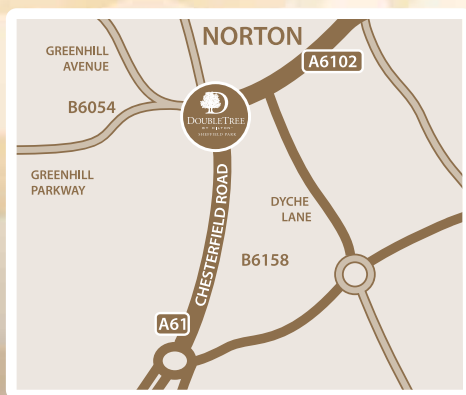 NORTON
GREENHILL
AVENUE
A6102
B6054
DOUBLETREE
BY HILTON
SHEFFIELD PARK
GREENHILL
PARKWAY
CHESTERFIELD ROAD
DYCHE
LANE
B6158
A61